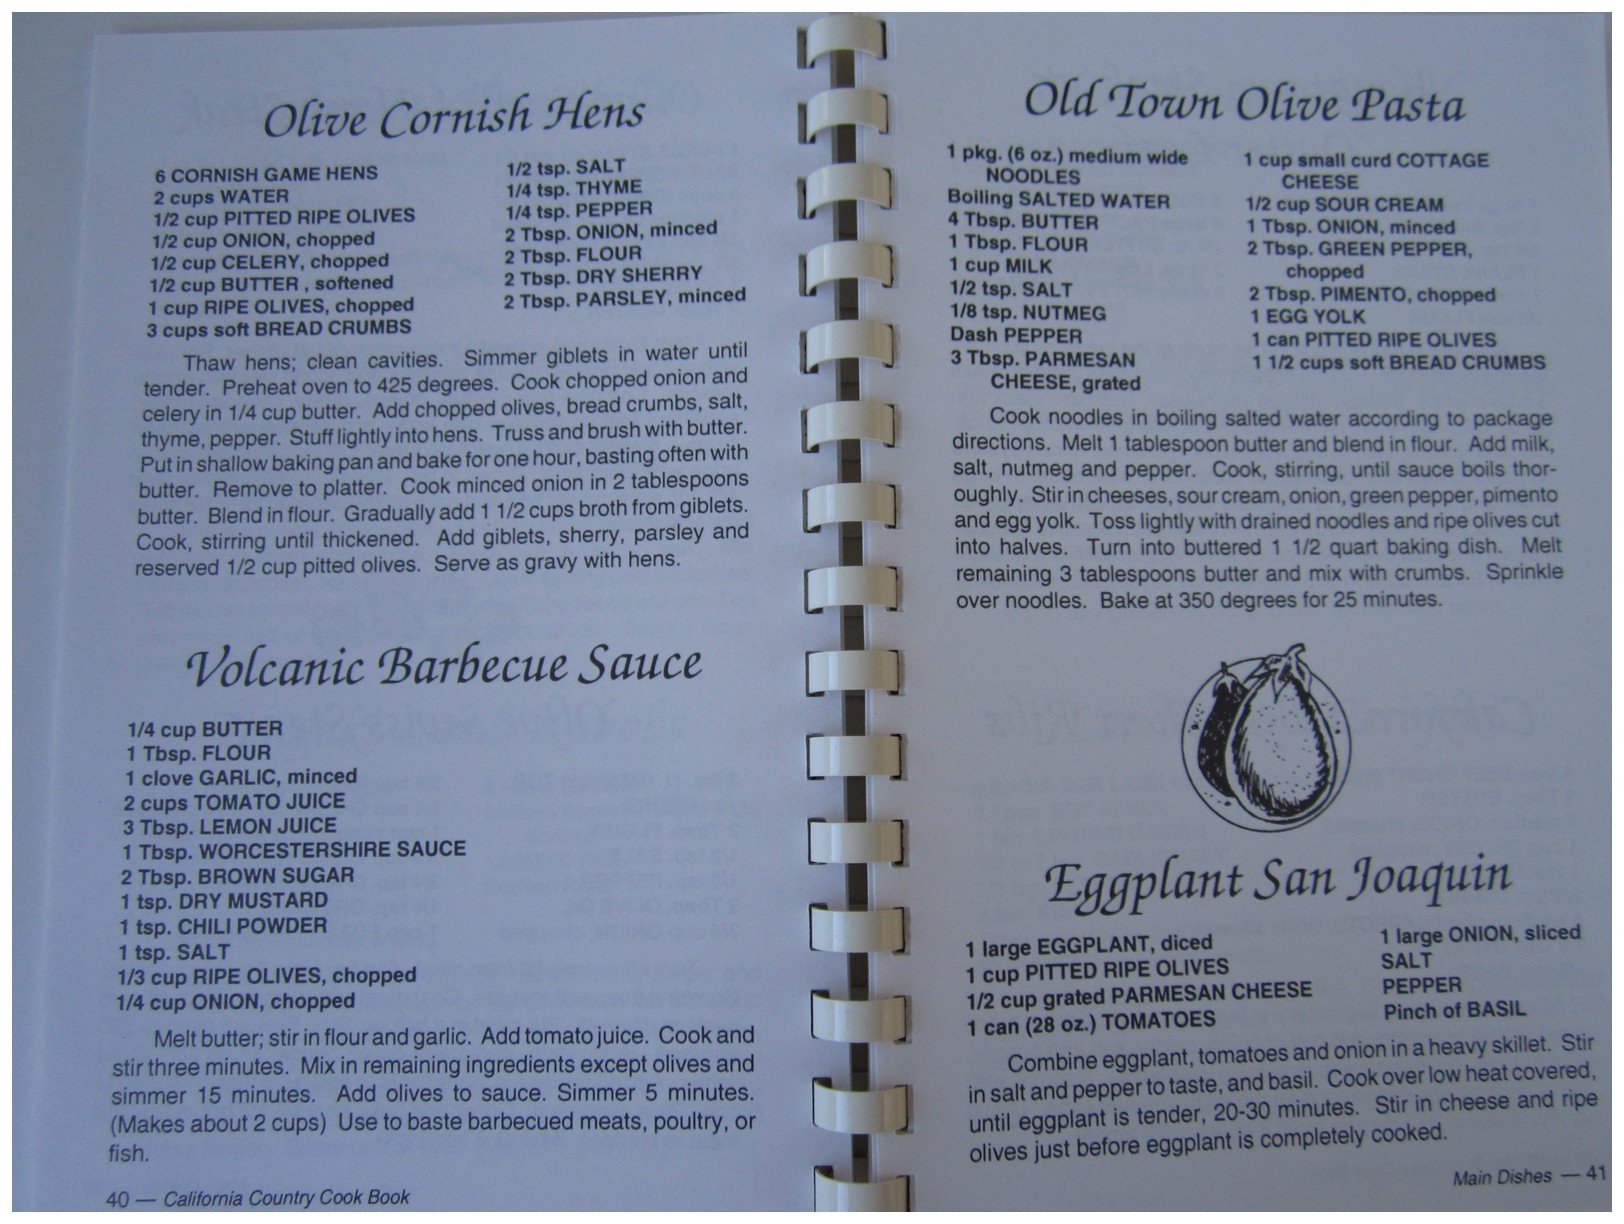 Olive Cornish Hens
6 CORNISH GAME HENS
2 cups WATER
1/2 cup PITTED RIPE OLIVES
1/2 cup ONION, chopped
1/2 cup CELERY, chopped
1/2 cup BUTTER , softened
1 cup RIPE OLIVES, chopped
3 cups soft BREAD CRUMBS
1/2 tsp. SALT
1/4 tsp. THYME
1/4 tsp. PEPPER
2 Tbsp. ONION, minced
2 Tbsp. FLOUR
2 Tbsp. DRY SHERRY
2 Tbsp. PARSLEY, minced
Thaw hens; clean cavities. Simmer giblets in water until
tender. Preheat oven to 425 degrees. Cook chopped onion and
celery in 1/4 cup butter. Add chopped olives, bread crumbs, salt,
thyme, pepper. Stuff lightly into hens. Truss and brush with butter.
Put in shallow baking pan and bake for one hour, basting often with
butter. Remove to platter. Cook minced onion in 2 tablespoons
butter. Blend in flour. Gradually add 1 1/2 cups broth from giblets.
Cook, stirring until thickened. Add giblets, sherry, parsley and
reserved 1/2 cup pitted olives. Serve as gravy with hens.
Volcanic Barbecue Sauce
1/4 cup BUTTER
1 Tbsp. FLOUR
1 clove GARLIC, minced
2 cups TOMATO JUICE
3 Tbsp. LEMON JUICE
1 Tbsp. WORCESTERSHIRE SAUCE
2 Tbsp. BROWN SUGAR
1 tsp. DRY MUSTARD
1 tsp. CHILI POWDER
1 tsp. SALT
1/3 cup RIPE OLIVES, chopped
1/4 cup ONION, chopped
Melt butter; stir in flour and garlic. Add tomato juice. Cook and
stir three minutes. Mix in remaining ingredients except olives and
simmer 15 minutes. Add olives to sauce. Simmer 5 minutes.
(Makes about 2 cups) Use to baste barbecued meats, poultry, or
fish.
40 — California Country Cook Book
Old Town Olive Pasta
1 pkg. (6 oz.) medium wide
NOODLES
Boiling SALTED WATER
4 Tbsp. BUTTER
1 Tbsp. FLOUR
1 cup MILK
1/2 tsp. SALT
1/8 tsp. NUTMEG
Dash PEPPER
3 Tbsp. PARMESAN
CHEESE, grated
1 cup small curd COTTAGE
CHEESE
1/2 cup SOUR CREAM
1 Tbsp. ONION, minced
2 Tbsp. GREEN PEPPER,
chopped
2 Tbsp. PIMENTO, chopped
1 EGG YOLK
1 can PITTED RIPE OLIVES
1 1/2 cups soft BREAD CRUMBS
Cook noodles in boiling salted water according to package
directions. Melt 1 tablespoon butter and blend in flour. Add milk,
salt, nutmeg and pepper. Cook, stirring, until sauce boils thor-
oughly. Stir in cheeses, sour cream, onion, green pepper, pimento
and egg yolk. Toss lightly with drained noodles and ripe olives cut
into halves. Turn into buttered 1 1/2 quart baking dish. Melt
remaining 3 tablespoons butter and mix with crumbs. Sprinkle
over noodles. Bake at 350 degrees for 25 minutes.
Eggplant San Joaquin
1 large EGGPLANT, diced
1 cup PITTED RIPE OLIVES
1/2 cup grated PARMESAN CHEESE
1 can (28 oz.) TOMATOES
1 large ONION, sliced
SALT
PEPPER
Pinch of BASIL
Combine eggplant, tomatoes and onion in a heavy skillet. Stir
in salt and pepper to taste, and basil. Cook over low heat covered,
until eggplant is tender, 20-30 minutes. Stir in cheese and ripe
olives just before eggplant is completely cooked.
Main Dishes — 41